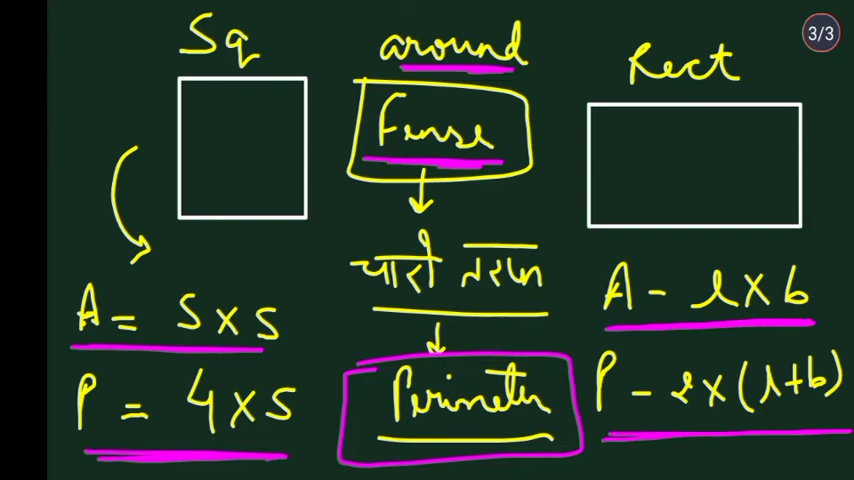 Sq
A = S x S
P = 4 x S
around
Fense
चारो तरफ
Perimeter
3/3
Rect
A - l x b
P - 2 x (l+b)